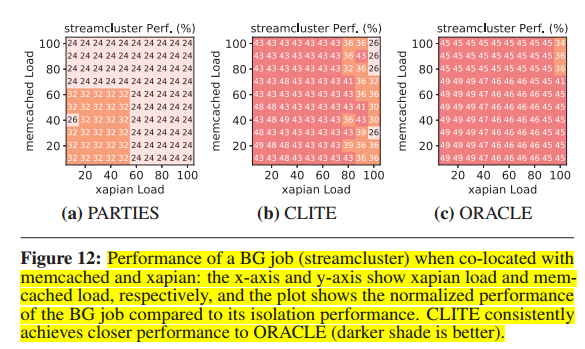 streamcluster Perf. (%)
memcached Load
100
80
60
40
20
24 24 24 24 24 24 24 24 24 24
24 24 24 24 24 24 24 24 24 24
24 24 24 24 24 24 24 24 24 24
24 24 24 24 24 24 24 24 24 24
32 32 32 32 32 24 24 24 24 24
32 32 32 32 32 24 24 24 24 24
26 32 32 32 32 24 24 24 24 24
32 32 32 32 32 24 24 24 24 24
32 32 32 32 32 24 24 24 24 24
32 32 32 32 32 24 24 24 24 24
20 40 60 80 100
xapian Load
(a) PARTIES
streamcluster Perf. (%)
memcached Load
100
80
60
40
20
43 43 43 43 43 43 43 36 36 26
43 43 43 43 43 43 43 36 43 26
43 43 43 43 43 43 43 32 36 26
43 43 48 43 43 43 43 41 36 32
43 43 43 43 43 43 43 43 36 36
48 48 43 43 43 43 43 43 41 30
43 43 43 43 43 43 43 36 43 30
48 43 43 43 43 43 43 43 39 26
48 43 43 43 43 43 43 39 36 36
43 43 48 43 43 43 43 43 36 36
20 40 60 80 100
xapian Load
(b) CLITE
streamcluster Perf. (%)
memcached Load
100
80
60
40
20
45 45 45 45 45 45 45 45 45 34
45 45 45 45 45 45 45 45 45 36
45 45 45 45 45 45 45 45 45 36
49 49 49 47 46 46 46 45 45 41
49 49 49 47 46 46 46 46 45 45
49 49 49 47 46 46 46 46 45 45
49 49 49 47 46 46 46 46 45 45
49 49 49 47 46 46 46 46 45 45
49 49 49 47 46 46 46 46 45 45
49 49 49 47 46 46 46 46 45 45
20 40 60 80 100
xapian Load
(c) ORACLE
Figure 12: Performance of a BG job (streamcluster) when co-located with
memcached and xapian: the x-axis and y-axis show xapian load and mem-
cached load, respectively, and the plot shows the normalized performance
of the BG job compared to its isolation performance. CLITE consistently
achieves closer performance to ORACLE (darker shade is better).